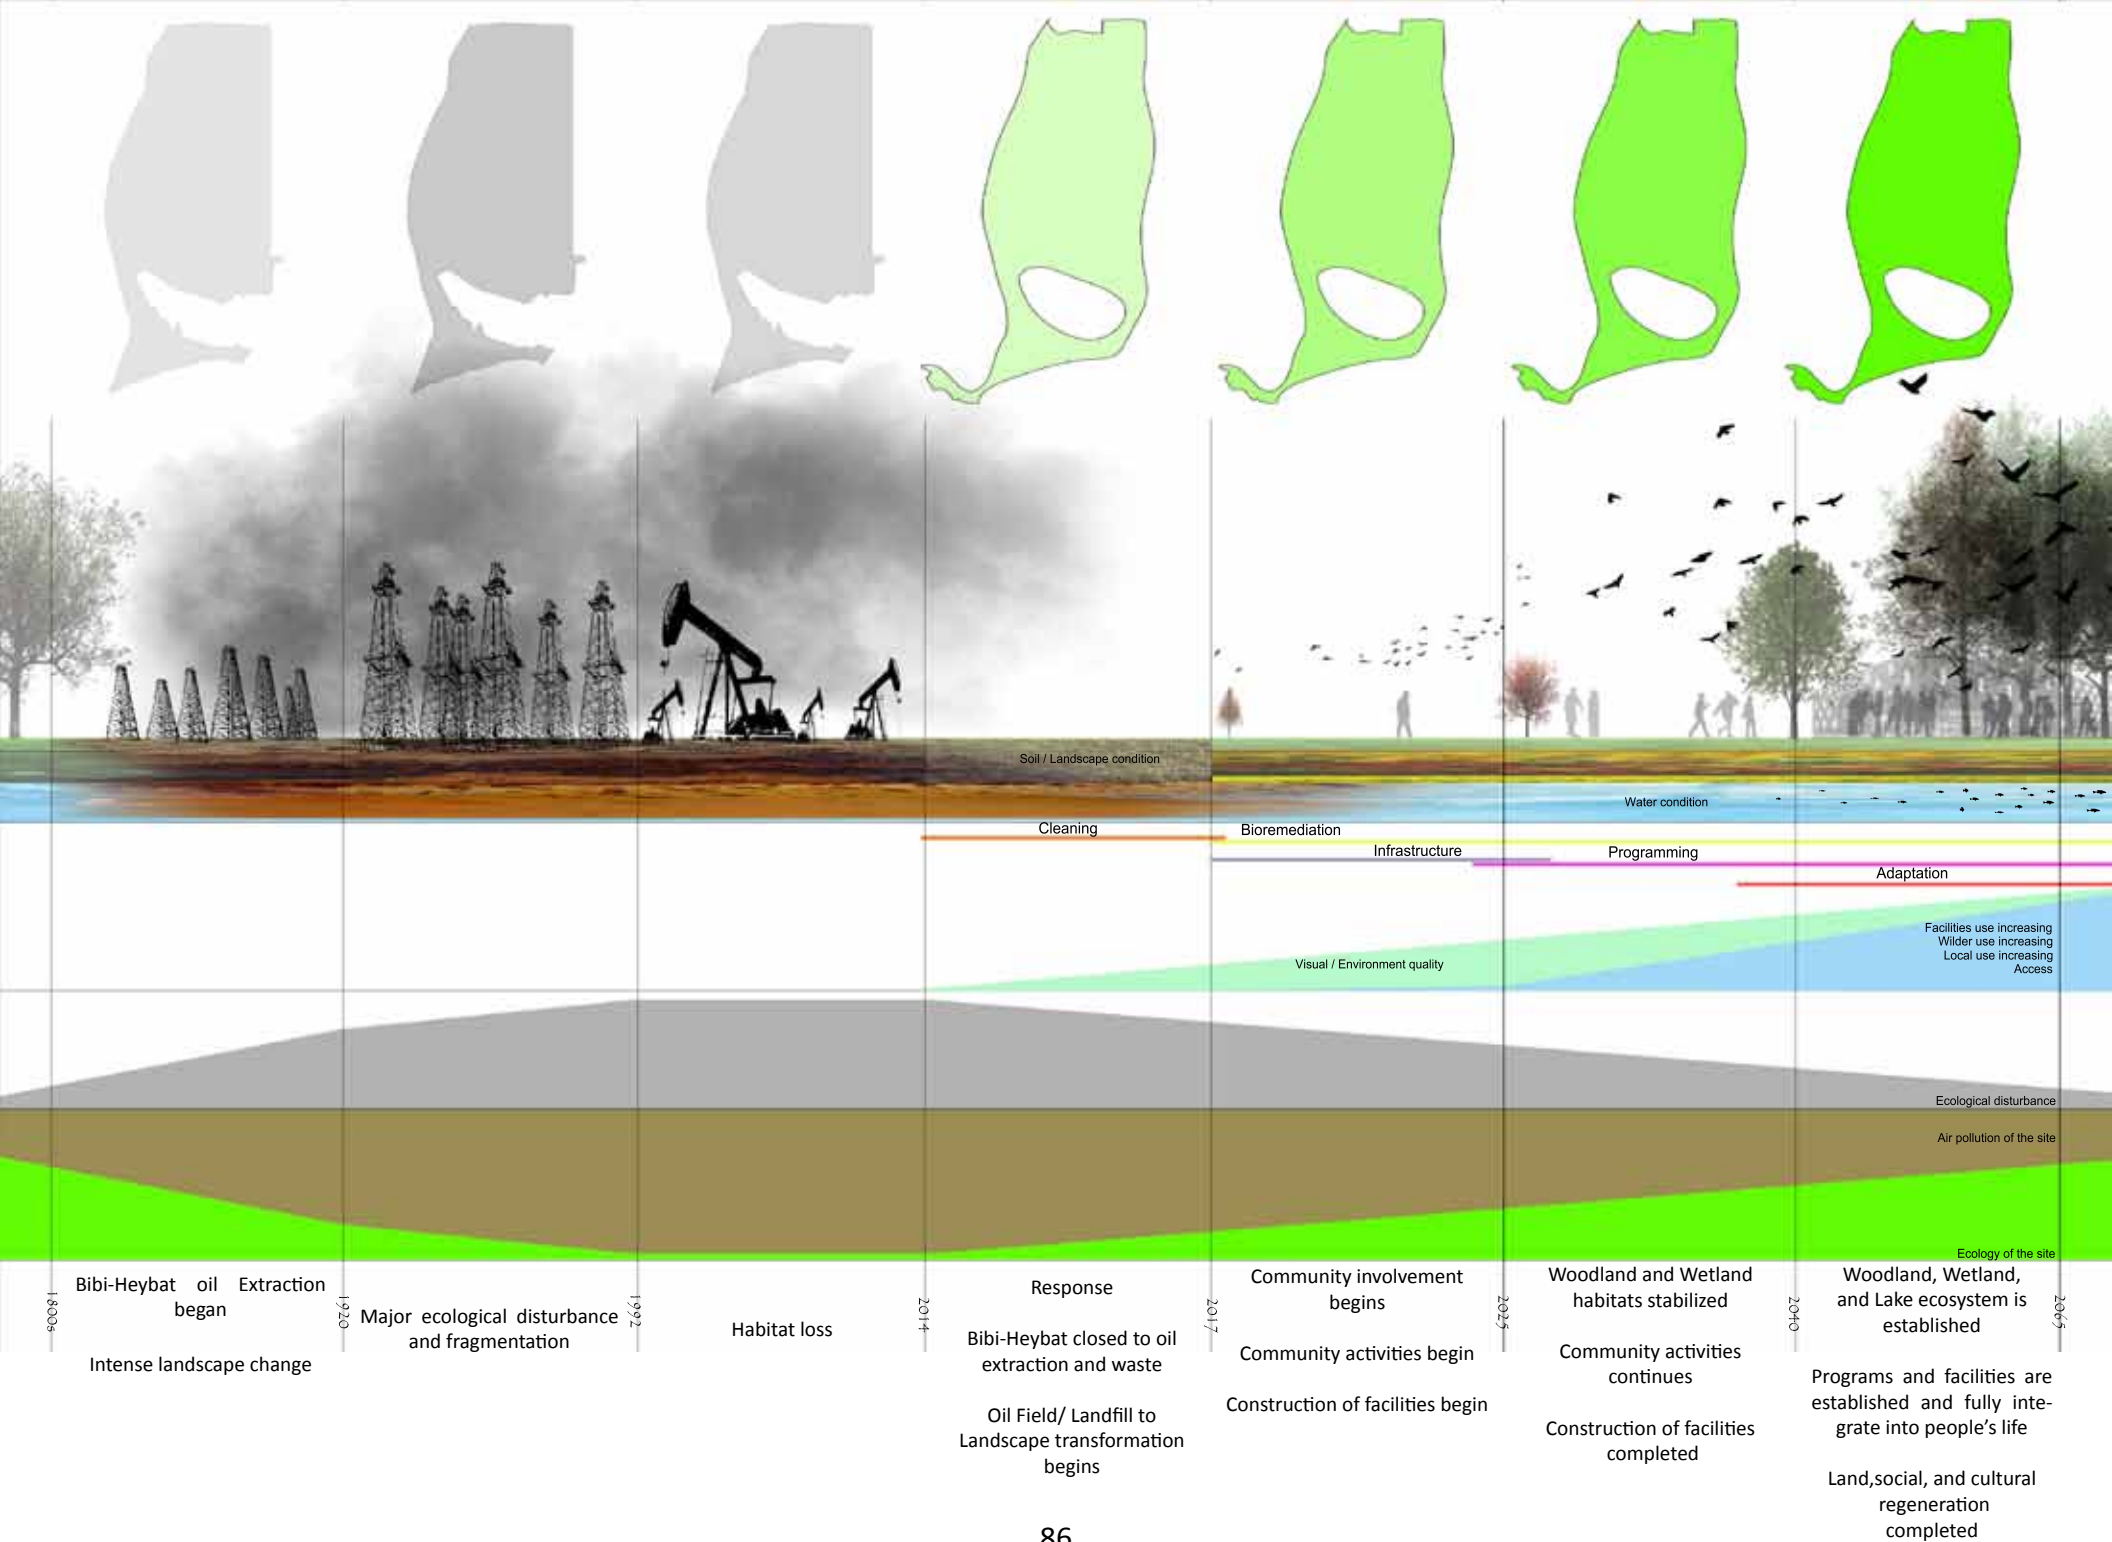 Soil / Landscape condition
Water condition
Cleaning
Bioremediation
Infrastructure
Programming
Adaptation
Facilities use increasing
Wilder use increasing
Local use increasing
Access
Visual / Environment quality
Ecological disturbance
Air pollution of the site
Ecology of the site
1800s
Bibi-Heybat oil Extraction
began
Intense landscape change
1920
Major ecological disturbance
and fragmentation
1992
Habitat loss
2014
Response
Bibi-Heybat closed to oil
extraction and waste
Oil Field/ Landfill to
Landscape transformation
begins
2017
Community involvement
begins
Community activities begin
Construction of facilities begin
2025
Woodland and Wetland
habitats stabilized
Community activities
continues
Construction of facilities
completed
2040
Woodland, Wetland,
and Lake ecosystem is
established
Programs and facilities are
established and fully inte-
grate into people's life
Land,social, and cultural
regeneration
completed
2065
86